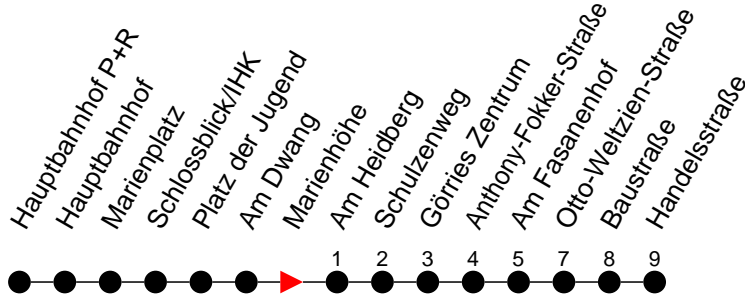 Hauptbahnhof P+R
Hauptbahnhof
Marienplatz
Schlossblick/IHK
Platz der Jugend
Am Dwang
Marienhöhe
Am Heidberg
Schulzenweg
Görries Zentrum
Anthony-Fokker-Straße
Am Fasanenhof
Otto-Weltzien-Straße
Baustraße
Handelsstraße
1 2 3 4 5 7 8 9